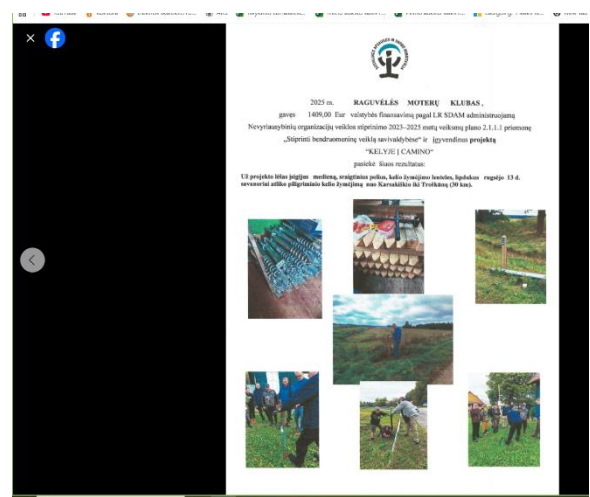 2025 m. RAGUVĖLĖS MOTERŲ KLUBAS,
gavęs 1409,00 Eur valstybės finansavimą pagal LR SDAM administruojamą
Nevyriausybinių organizacijų veiklos stiprinimo 2023–2025 metų veiksmų plano 2.1.1.1 priemonę
„Stiprinti bendruomeninę veiklą savivaldybėse“ ir įgyvendinus projektą
“KELYJE Į CAMINO“
pasiekė šiuos rezultatus:
Už projekto lėšas įsigijus medieną, sraigtinius polius, kelio žymėjimo lenteles, lipdukus rugsėjo 13 d.
savanoriai atliko piligriminio kelio žymėjimą nuo Karsakiškio iki Troškūnų (30 km).